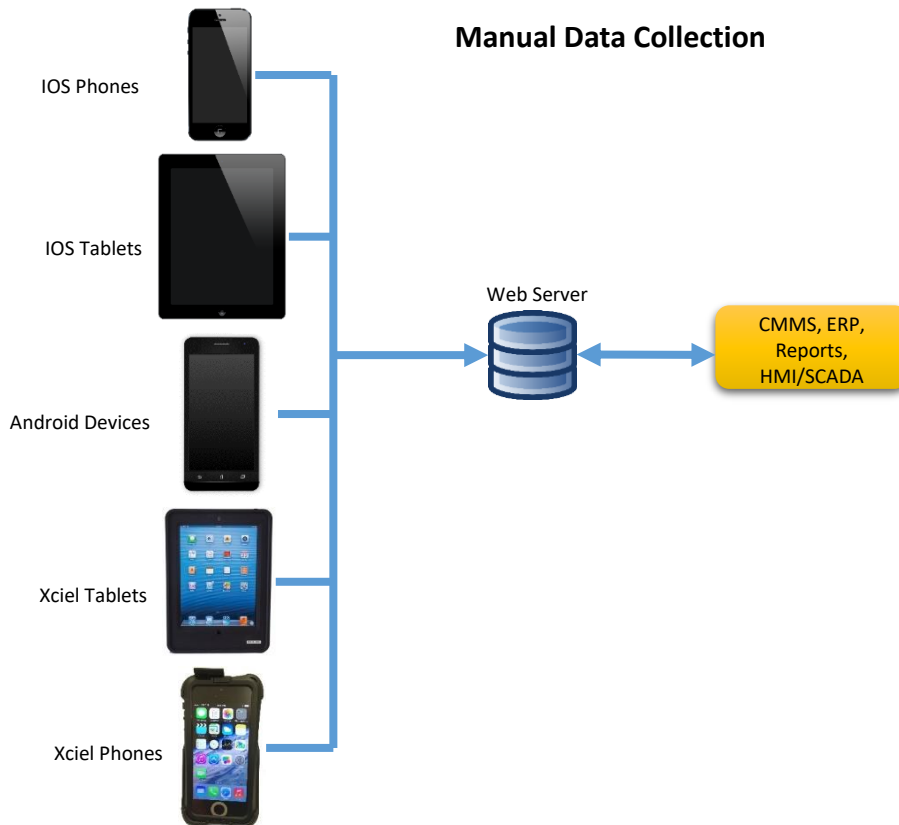 Manual Data Collection
IOS Phones
IOS Tablets
Web Server
CMMS, ERP,
Reports,
HMI/SCADA
Android Devices
Xciel Tablets
Xciel Phones